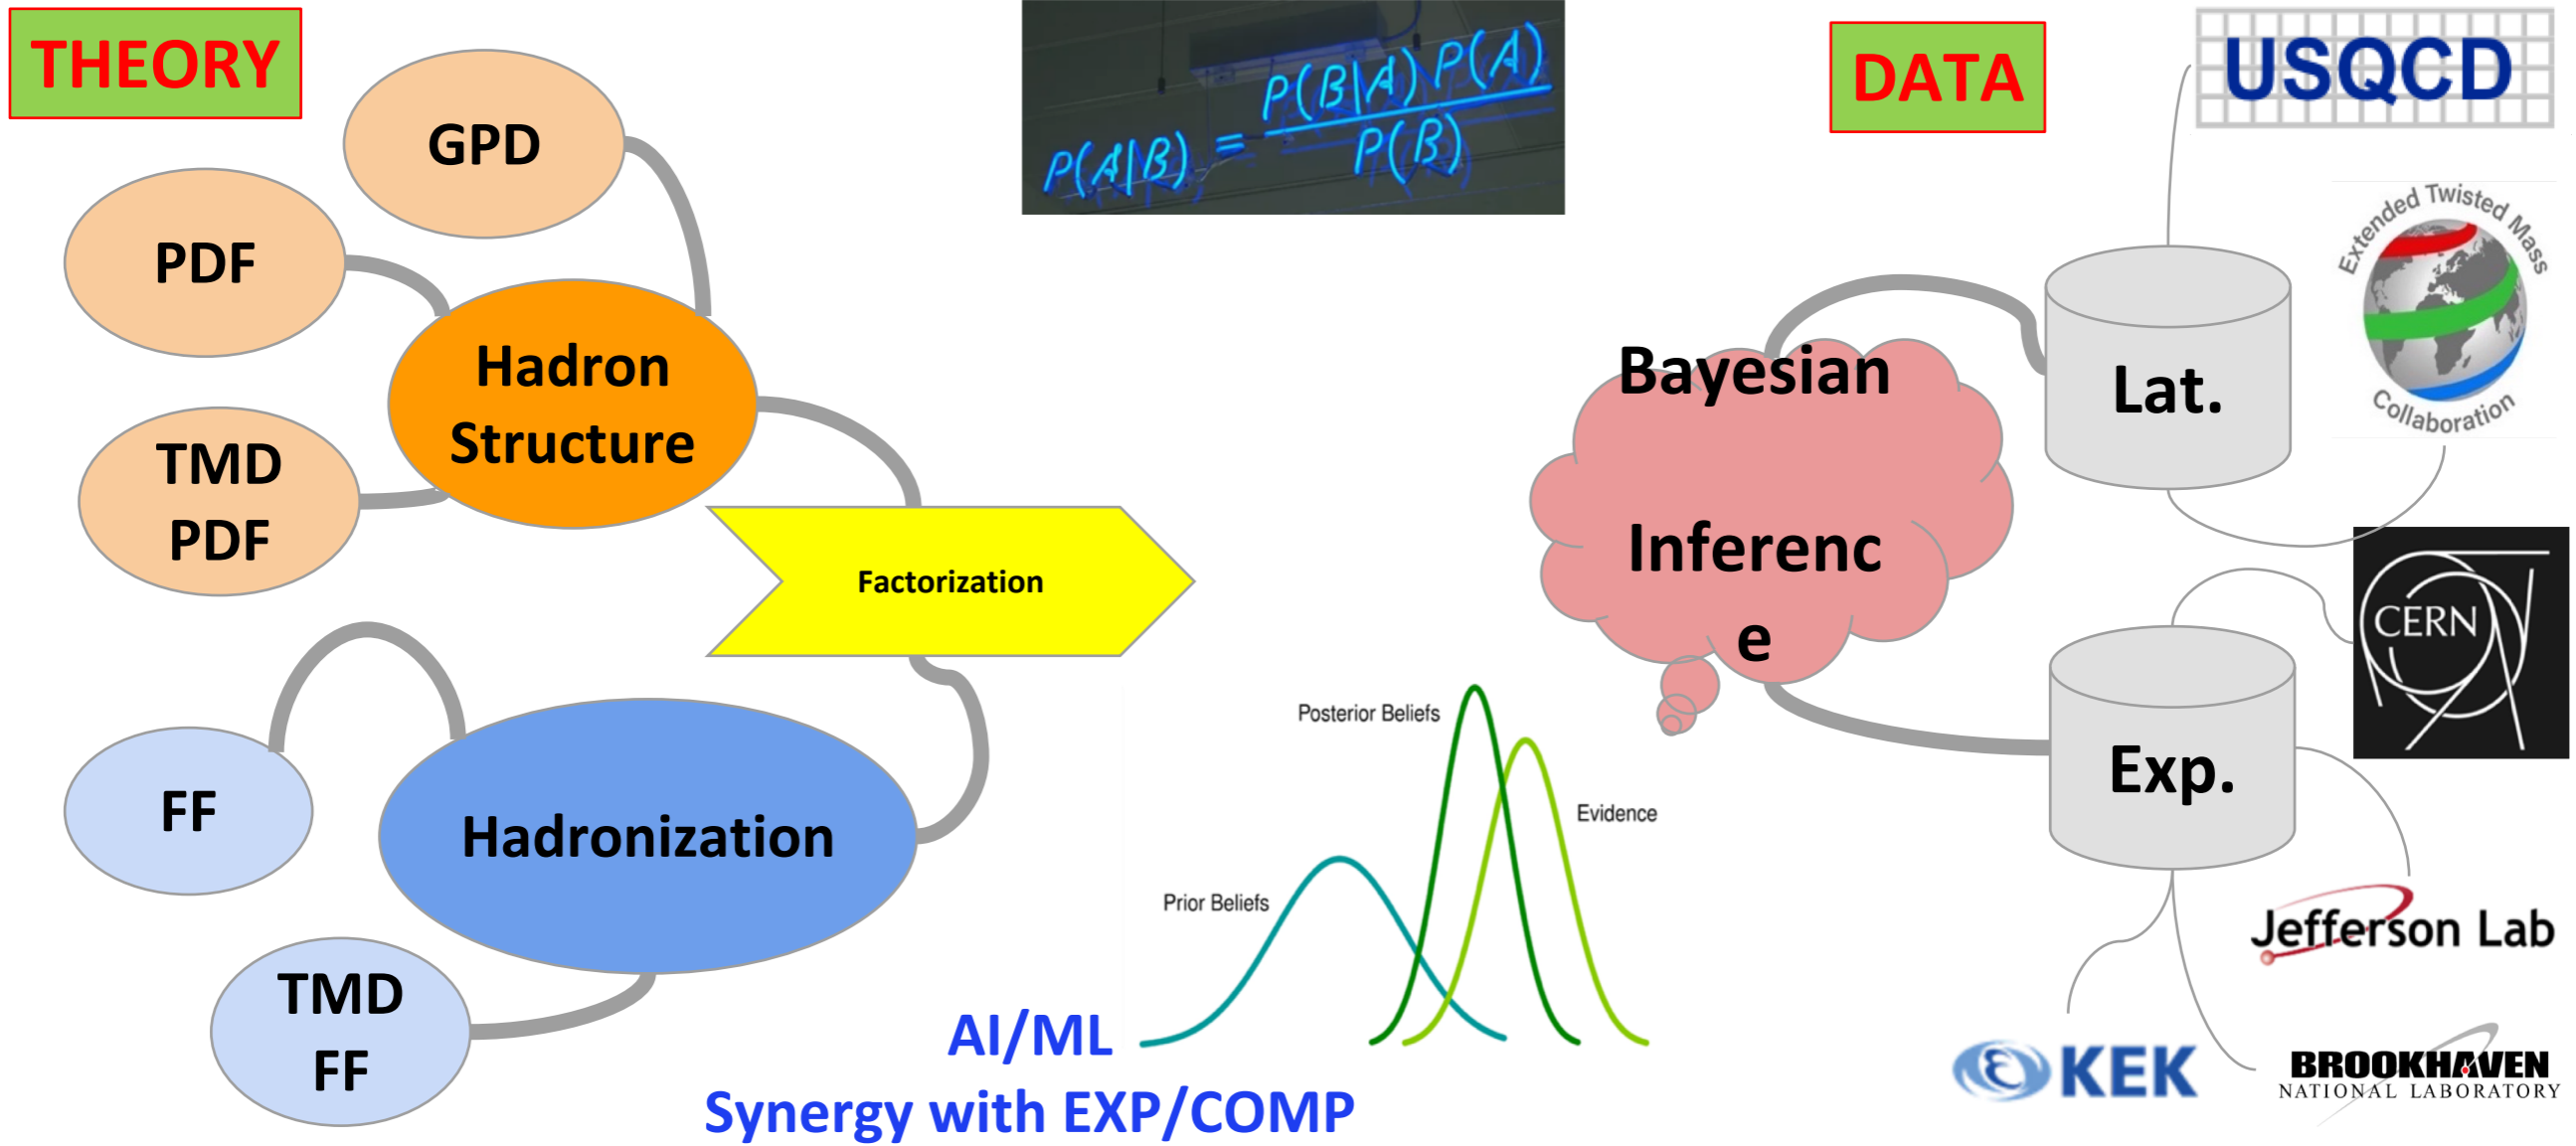 THEORY
GPD
PDF
Hadron
Structure
TMD
PDF
Factorization
FF
Hadronization
TMD
FF
P(A|B) = P(B|A) P(A)
P(B)
DATA
USQCD
Extended Twisted Mass
Collaboration
Bayesian
Inferenc
e
Lat.
CERN
Exp.
Posterior Beliefs
Evidence
Prior Beliefs
Jefferson Lab
KEK
BROOKHAVEN
NATIONAL LABORATORY
AI/ML
Synergy with EXP/COMP